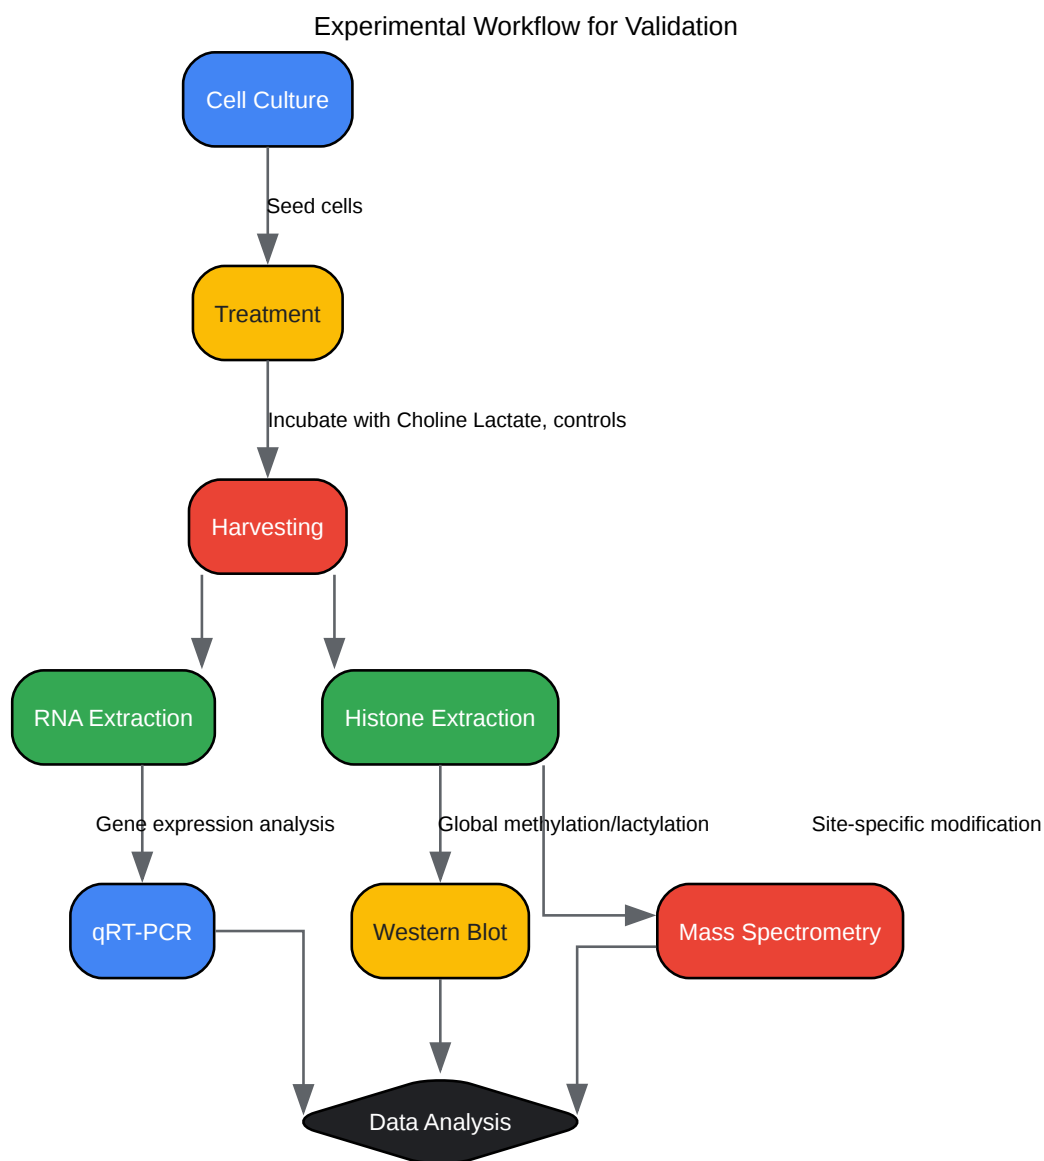 Experimental Workflow for Validation
Cell Culture
Seed cells
Treatment
Incubate with Choline Lactate, controls
Harvesting
RNA Extraction
Histone Extraction
Gene expression analysis
Global methylation/lactylation
Site-specific modification
qRT-PCR
Western Blot
Mass Spectrometry
Data Analysis